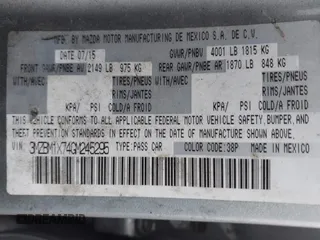 MFG. BY MAZDA MOTOR MANUFACTURING DE MEXICO S.A. DE C.V.
DATE 07/15 GVWR/PNBV 4001 LB 1815 KG
FRONT GAWR/PNBE AV 2149 LB 975 KG REAR GAWR/PNBE AR 1870 LB 848 KG
WITH/AVEC TIRES/PNEUS WITH/AVEC TIRES/PNEUS
RIMS/JANTES RIMS/JANTES
KPA/ PSI COLD/A FROID KPA/ PSI COLD/A FROID
THIS VEHICLE CONFORMS TO ALL APPLICABLE FEDERAL MOTOR VEHICLE SAFETY,
BUMPER, AND THEFT PREVENTION STANDARDS IN EFFECT ON THE DATE OF MANUFACTURE SHOWN ABOVE.
VIN: 3MZBM1X74GM245295 TYPE: PASS CAR COLOR CODE: 38P MADE IN MEXICO